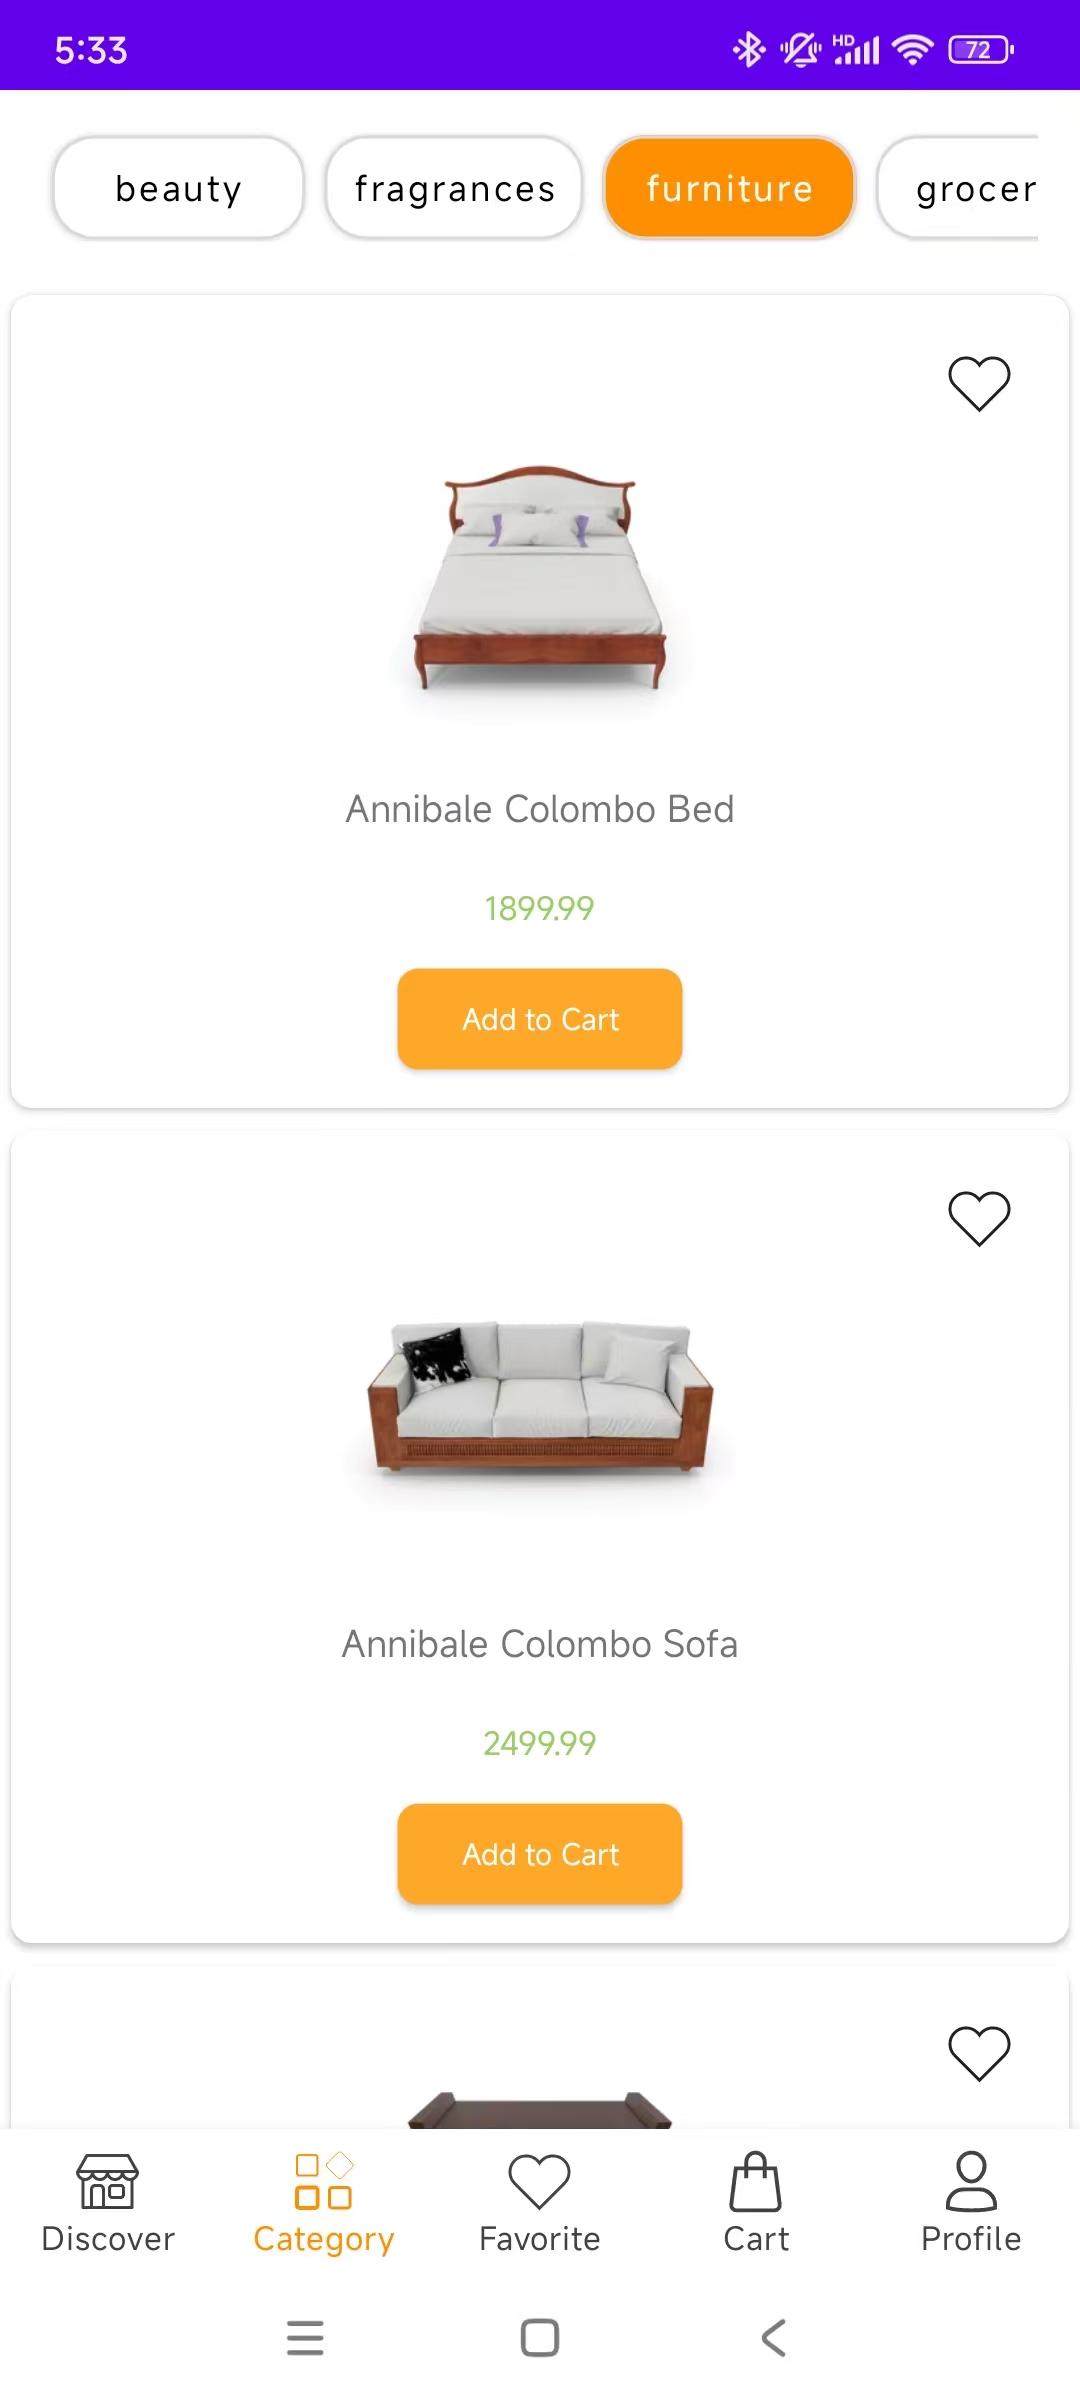 5:33
HD
72
beauty
fragrances
furniture
grocer
Annibale Colombo Bed
1899.99
Add to Cart
Annibale Colombo Sofa
2499.99
Add to Cart
Discover
Category
Favorite
Cart
Profile